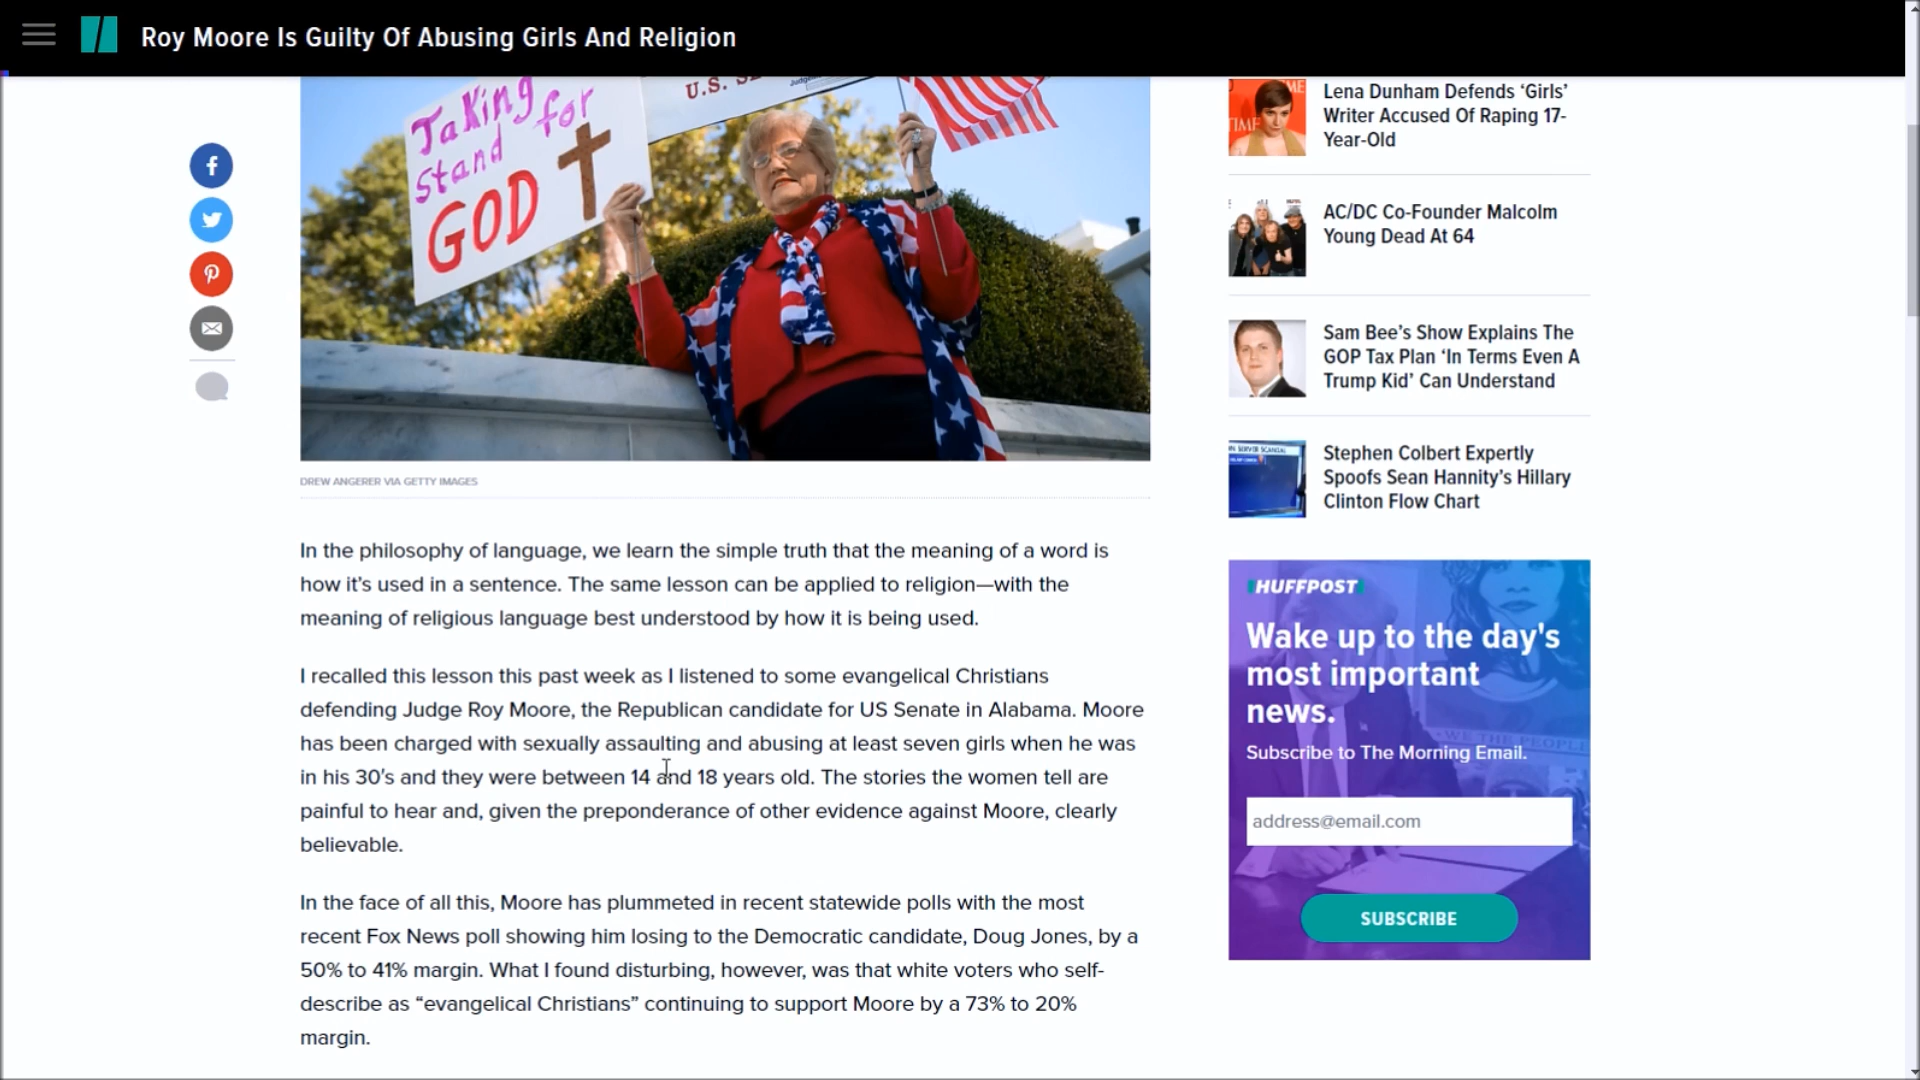 Roy Moore Is Guilty Of Abusing Girls And Religion
Taking
stand for
GOD
U.S. S
DREW ANGERER VIA GETTY IMAGES
In the philosophy of language, we learn the simple truth that the meaning of a word is
how it’s used in a sentence. The same lesson can be applied to religion—with the
meaning of religious language best understood by how it is being used.
I recalled this lesson this past week as I listened to some evangelical Christians
defending Judge Roy Moore, the Republican candidate for US Senate in Alabama. Moore
has been charged with sexually assaulting and abusing at least seven girls when he was
in his 30’s and they were between 14 and 18 years old. The stories the women tell are
painful to hear and, given the preponderance of other evidence against Moore, clearly
believable.
In the face of all this, Moore has plummeted in recent statewide polls with the most
recent Fox News poll showing him losing to the Democratic candidate, Doug Jones, by a
50% to 41% margin. What I found disturbing, however, was that white voters who self-
describe as “evangelical Christians” continuing to support Moore by a 73% to 20%
margin.
Lena Dunham Defends ‘Girls’
Writer Accused Of Raping 17-
Year-Old
AC/DC Co-Founder Malcolm
Young Dead At 64
Sam Bee’s Show Explains The
GOP Tax Plan ‘In Terms Even A
Trump Kid’ Can Understand
Stephen Colbert Expertly
Spoofs Sean Hannity’s Hillary
Clinton Flow Chart
HUFFPOST
Wake up to the day's
most important
news.
Subscribe to The Morning Email.
WE THE PEOPLE
address@email.com
SUBSCRIBE